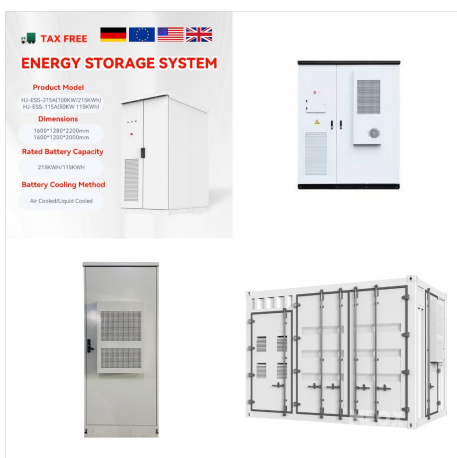 TAX FREE
ENERGY STORAGE SYSTEM
Product Model
HJ-ESS-215A(100KW/215KWh)
HJ-ESS-115A(50KW 115KWh)
Dimensions
1600*1280*2200mm
1600*1200*2000mm
Rated Battery Capacity
215KWH/115KWH
Battery Cooling Method
Air Cooled/Liquid Cooled